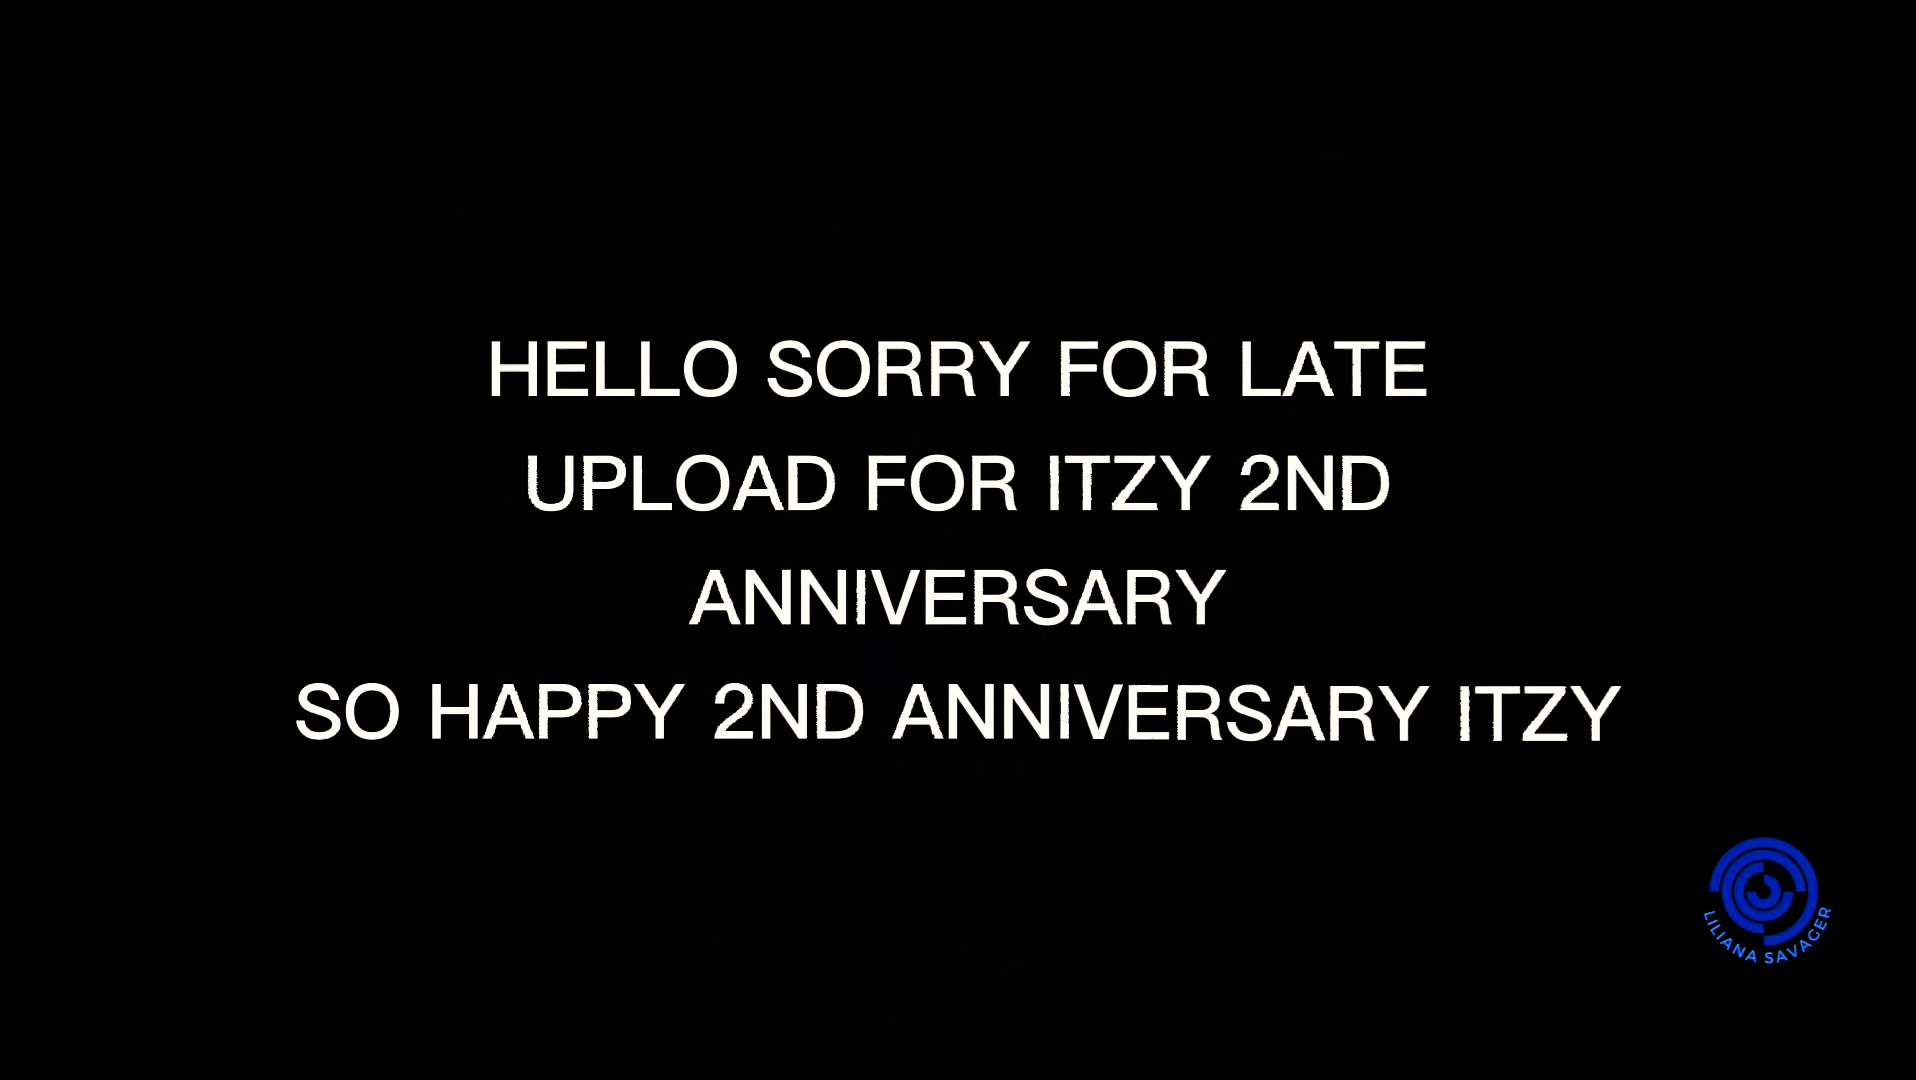 HELLO SORRY FOR LATE
UPLOAD FOR ITZY 2ND
ANNIVERSARY
SO HAPPY 2ND ANNIVERSARY ITZY
LILIANA SAVAGER